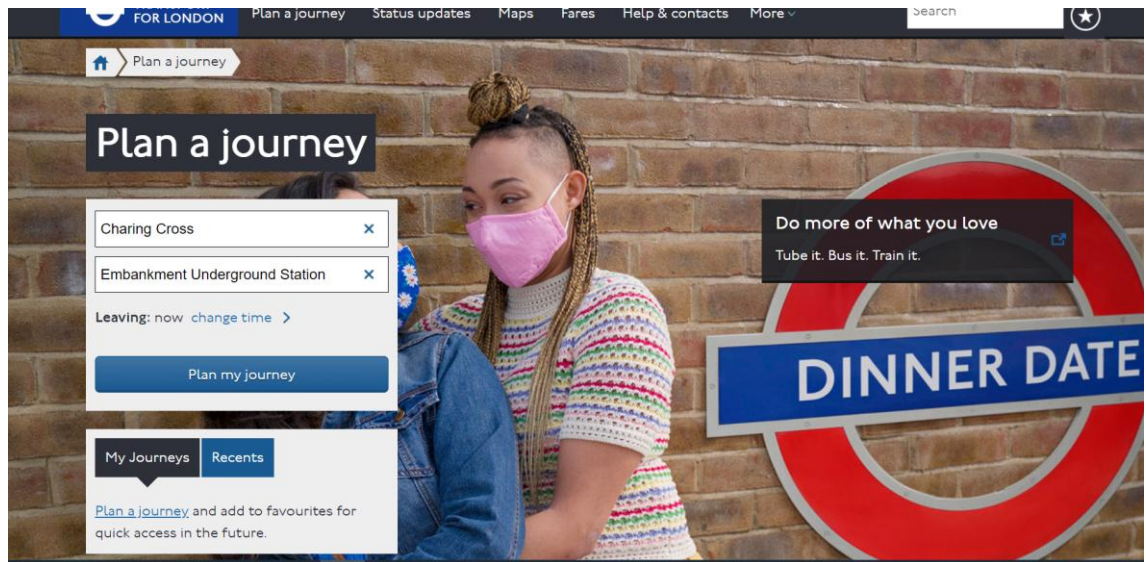 FOR LONDON
Plan a journey
Status updates
Maps
Fares
Help & contacts
More
Search
Plan a journey
Plan a journey
Charing Cross
Embankment Underground Station
Leaving: now change time
Plan my journey
My Journeys
Recents
Plan a journey and add to favourites for
quick access in the future.
Do more of what you love
Tube it. Bus it. Train it.
DINNER DATE